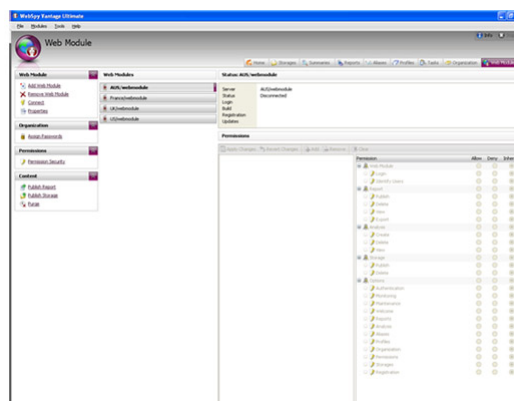 WebSpy Vantage Ultimate
File Modules Tools Help
Web Module
Info
Home Storages Summaries Reports Aliases Profiles Tasks Organization Web Module
Web Module
Add Web Module
Remove Web Module
Connect
Properties
Organization
Assign Passwords
Permissions
Permission Security
Content
Publish Report
Publish Storage
Purge
Web Modules
AUS/webmodule
France/webmodule
UK/webmodule
US/webmodule
Status: AUS/webmodule
Server AUS/webmodule
Status Disconnected
Login
Build
Registration
Updates
Permissions
Apply Changes Revert Changes Add Remove Clear
Permission Allow Deny Inher
Web Module
Login
Identify Users
Report
Publish
Delete
View
Export
Analysis
Create
Delete
View
Storage
Publish
Delete
Options
Authentication
Monitoring
Maintenance
Welcome
Reports
Analysis
Aliases
Profiles
Organization
Permissions
Storages
Registration